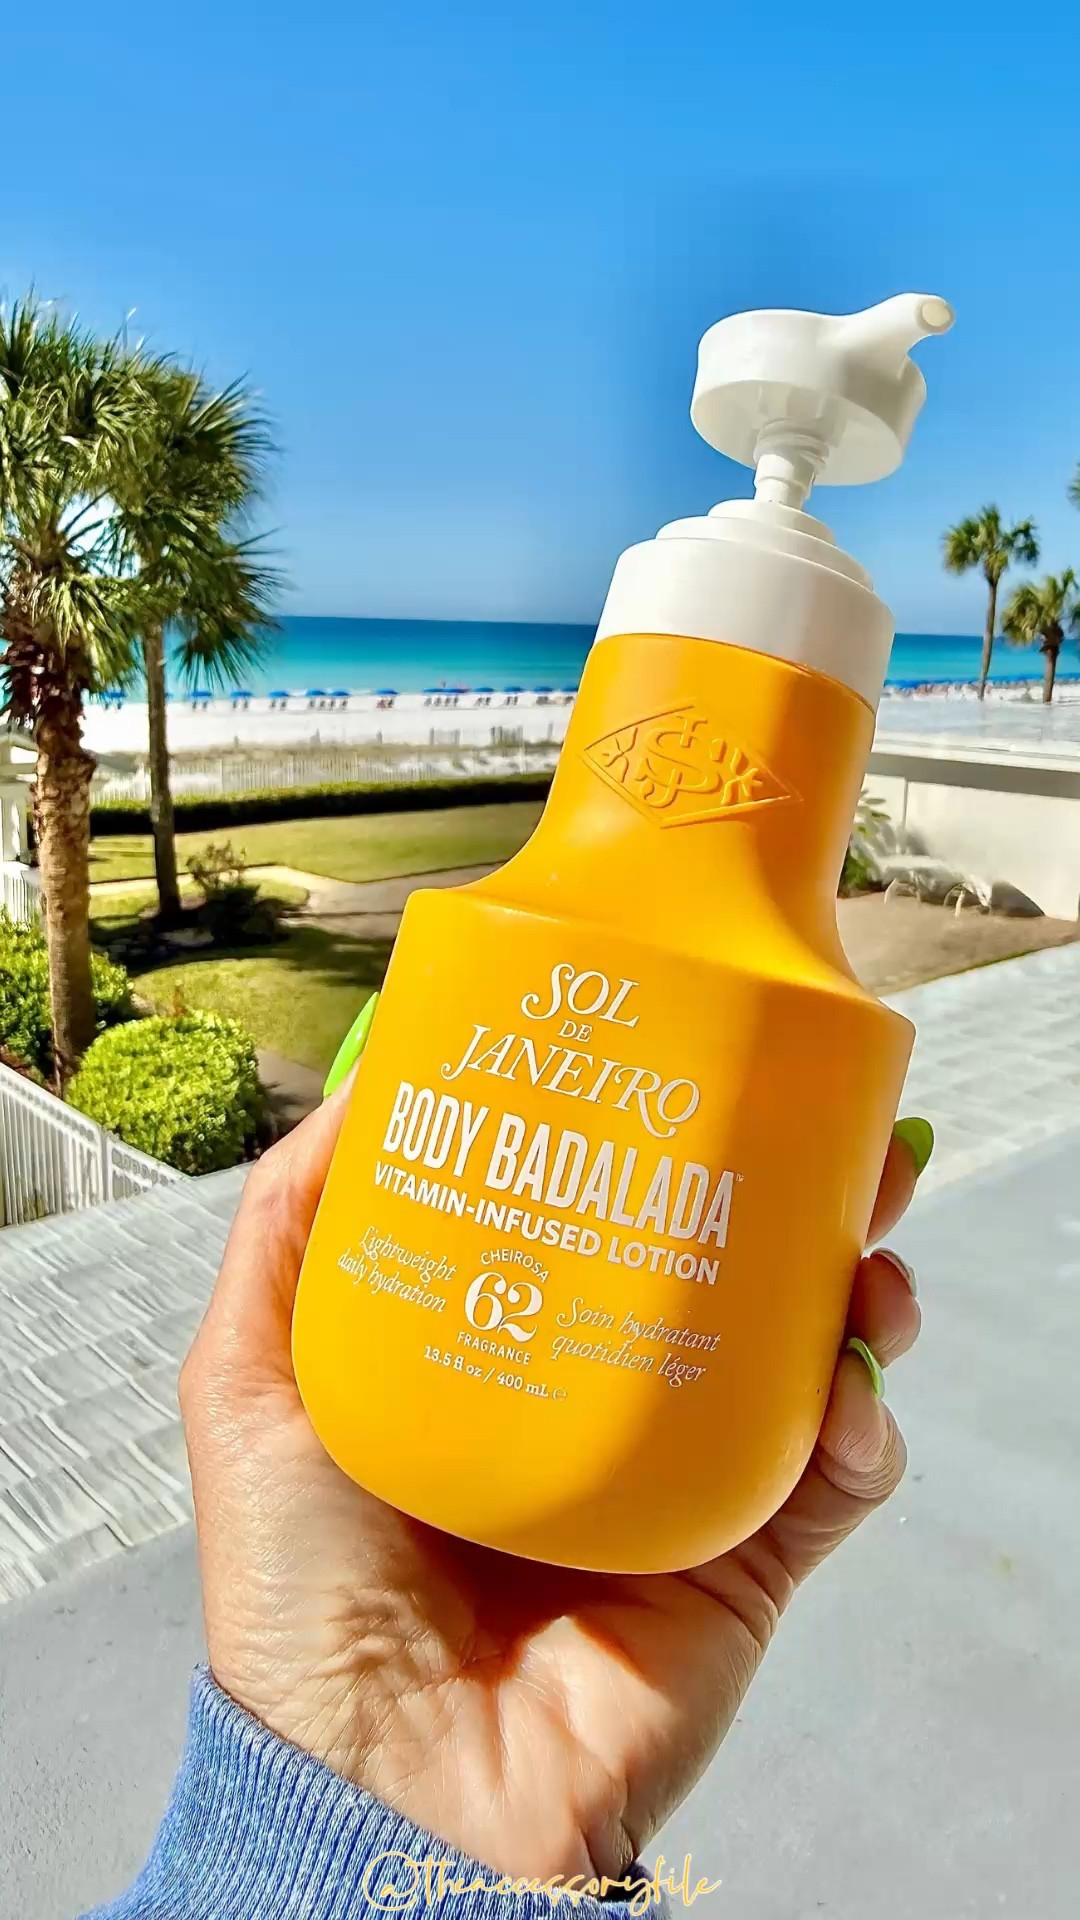 SOL
DE
JANEIRO
BODY BADALADA™
VITAMIN-INFUSED LOTION
Lightweight
daily hydration
CHEIROSA
62
FRAGRANCE
Soin hydratant
quotidien léger
13.5 fl oz / 400 mL ℮
@theaccessoryfile